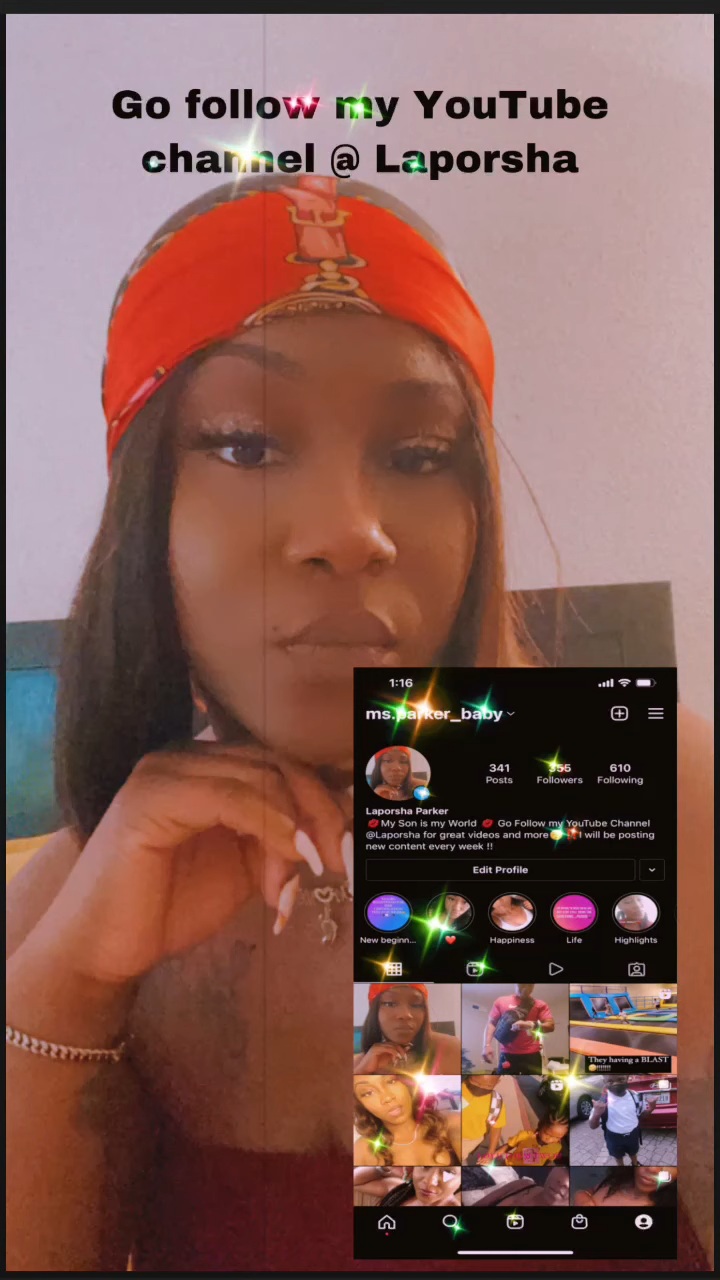 Go follow my YouTube
channel @ Laporsha
1:16
ms.parker_baby
341
355
610
Posts
Followers
Following
Laporsha Parker
💋 My Son is my World 💋 Go Follow my YouTube Channel
@Laporsha for great videos and more I will be posting
new content every week !!
Edit Profile
New beginn...
❤️
Happiness
Life
Highlights
They having a BLAST
!!!!!!!